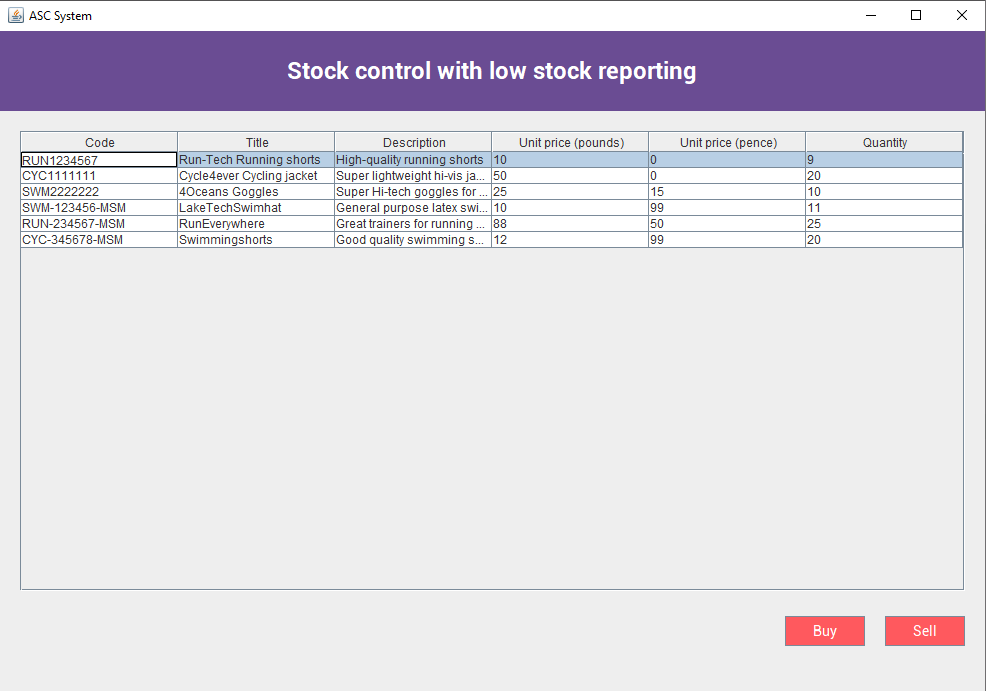 ASC System
Stock control with low stock reporting
Code Title Description Unit price (pounds) Unit price (pence) Quantity
RUN1234567 Run-Tech Running shorts High-quality running shorts 10 0 9
CYC1111111 Cycle4ever Cycling jacket Super lightweight hi-vis ja... 50 0 20
SWM2222222 4Oceans Goggles Super Hi-tech goggles for ... 25 15 10
SWM-123456-MSM LakeTechSwimhat General purpose latex swi... 10 99 11
RUN-234567-MSM RunEverywhere Great trainers for running ... 88 50 25
CYC-345678-MSM Swimmingshorts Good quality swimming s... 12 99 20
Buy Sell